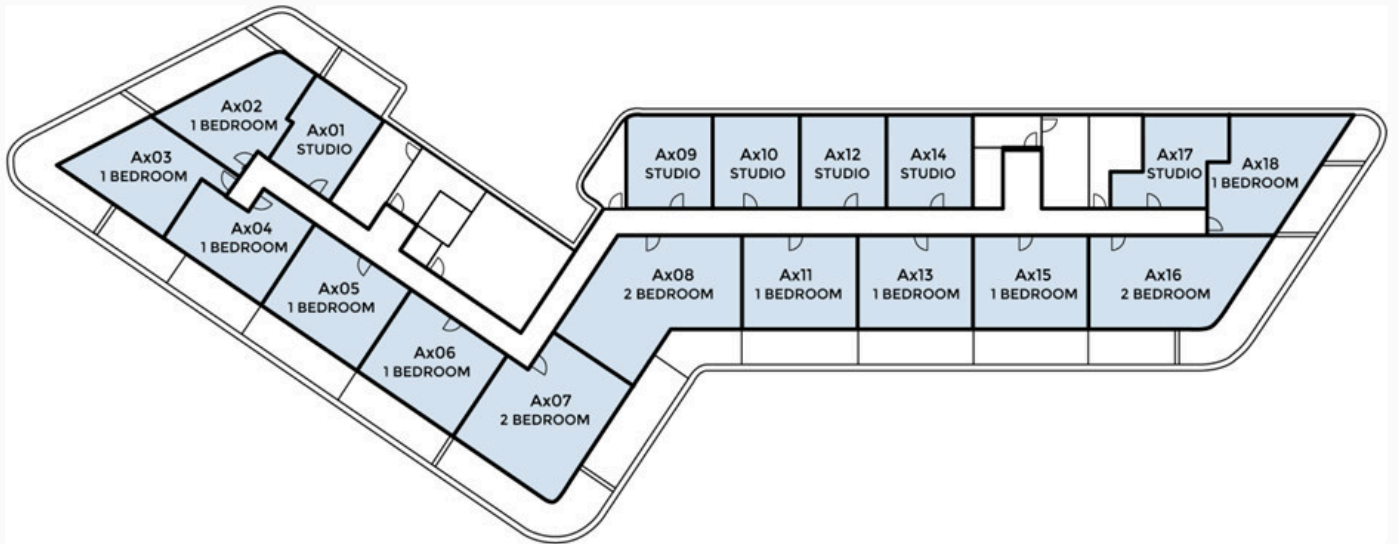 Ax02
1 BEDROOM
Ax01
STUDIO
Ax03
1 BEDROOM
Ax04
1 BEDROOM
Ax05
1 BEDROOM
Ax06
1 BEDROOM
Ax07
2 BEDROOM
Ax09
STUDIO
Ax10
STUDIO
Ax12
STUDIO
Ax14
STUDIO
Ax17
STUDIO
Ax18
1 BEDROOM
Ax08
2 BEDROOM
Ax11
1 BEDROOM
Ax13
1 BEDROOM
Ax15
1 BEDROOM
Ax16
2 BEDROOM